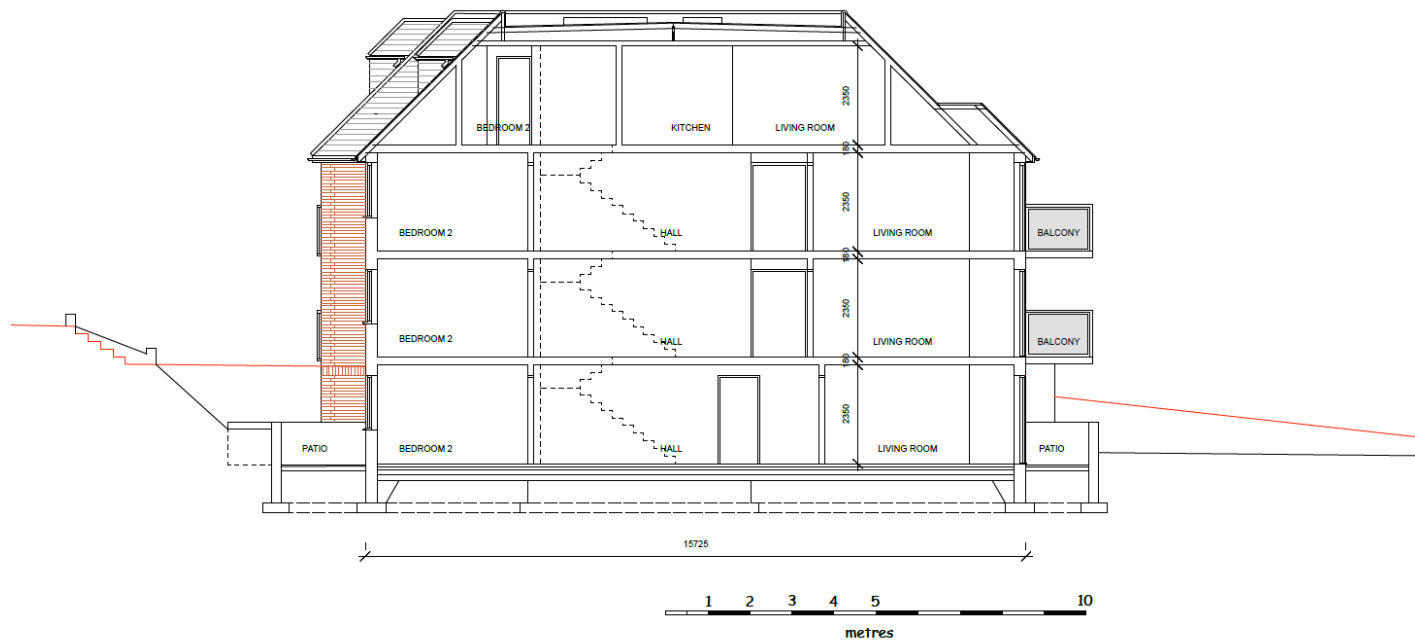 BEDROOM 2 KITCHEN LIVING ROOM 2350
180
BEDROOM 2 HALL LIVING ROOM 2350 BALCONY
180
BEDROOM 2 HALL LIVING ROOM 2350 BALCONY
180
PATIO BEDROOM 2 HALL LIVING ROOM 2350 PATIO
15725
1 2 3 4 5 10
metres